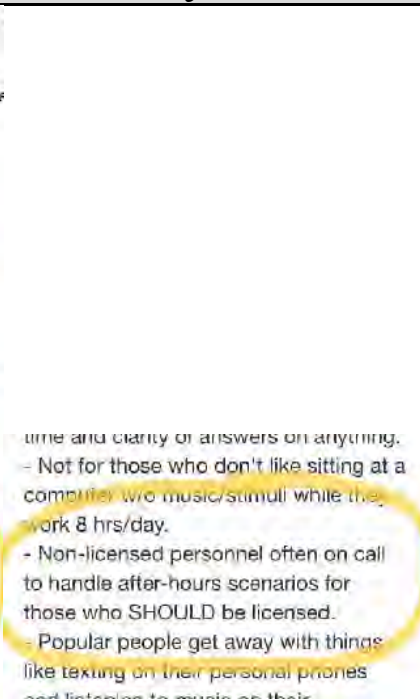 time and clarity of answers on anything.
- Not for those who don't like sitting at a
computer w/o music/stimuli while they
work 8 hrs/day.
- Non-licensed personnel often on call
to handle after-hours scenarios for
those who SHOULD be licensed.
- Popular people get away with things
like texting on their personal phones
and listening to music on their